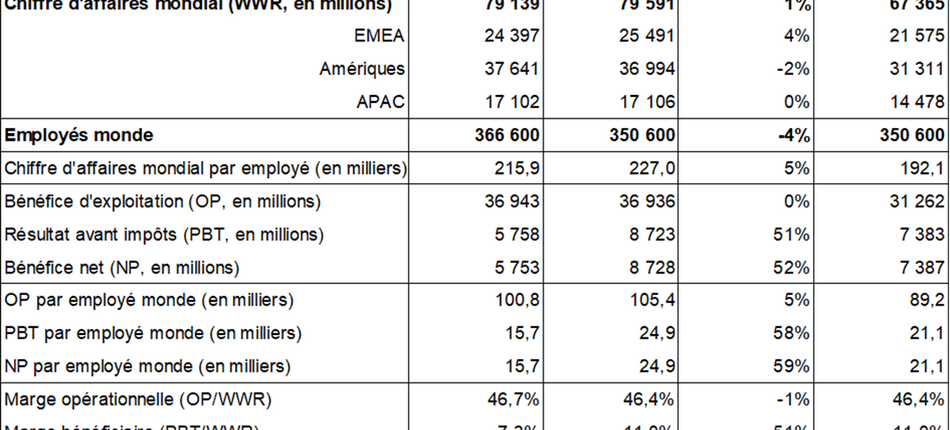 Chiffre d'affaires mondial (WWR, en millions) 79 139 79 591 1% 67 365
EMEA 24 397 25 491 4% 21 575
Amériques 37 641 36 994 -2% 31 311
APAC 17 102 17 106 0% 14 478
Employés monde 366 600 350 600 -4% 350 600
Chiffre d'affaires mondial par employé (en milliers) 215,9 227,0 5% 192,1
Bénéfice d'exploitation (OP, en millions) 36 943 36 936 0% 31 262
Résultat avant impôts (PBT, en millions) 5 758 8 723 51% 7 383
Bénéfice net (NP, en millions) 5 753 8 728 52% 7 387
OP par employé monde (en milliers) 100,8 105,4 5% 89,2
PBT par employé monde (en milliers) 15,7 24,9 58% 21,1
NP par employé monde (en milliers) 15,7 24,9 59% 21,1
Marge opérationnelle (OP/WWR) 46,7% 46,4% -1% 46,4%
Marge bénéficiaire (PBT/WWR) 7,3% 11,0% 51% 11,0%